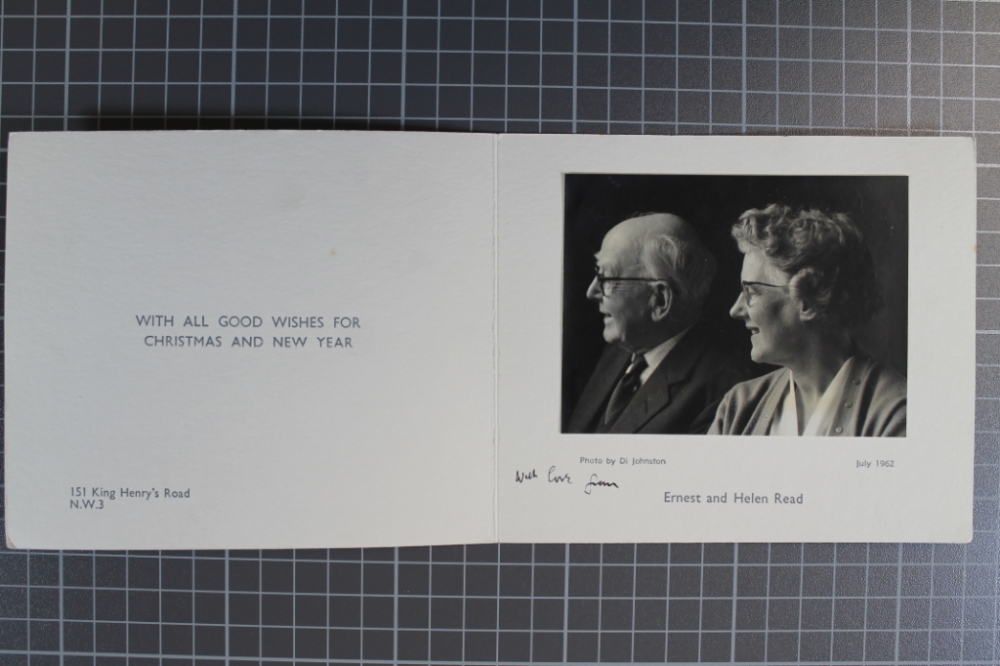 WITH ALL GOOD WISHES FOR
CHRISTMAS AND NEW YEAR
151 King Henry's Road
N.W.3
Photo by Di Johnston
July 1962
With love from
Ernest and Helen Read